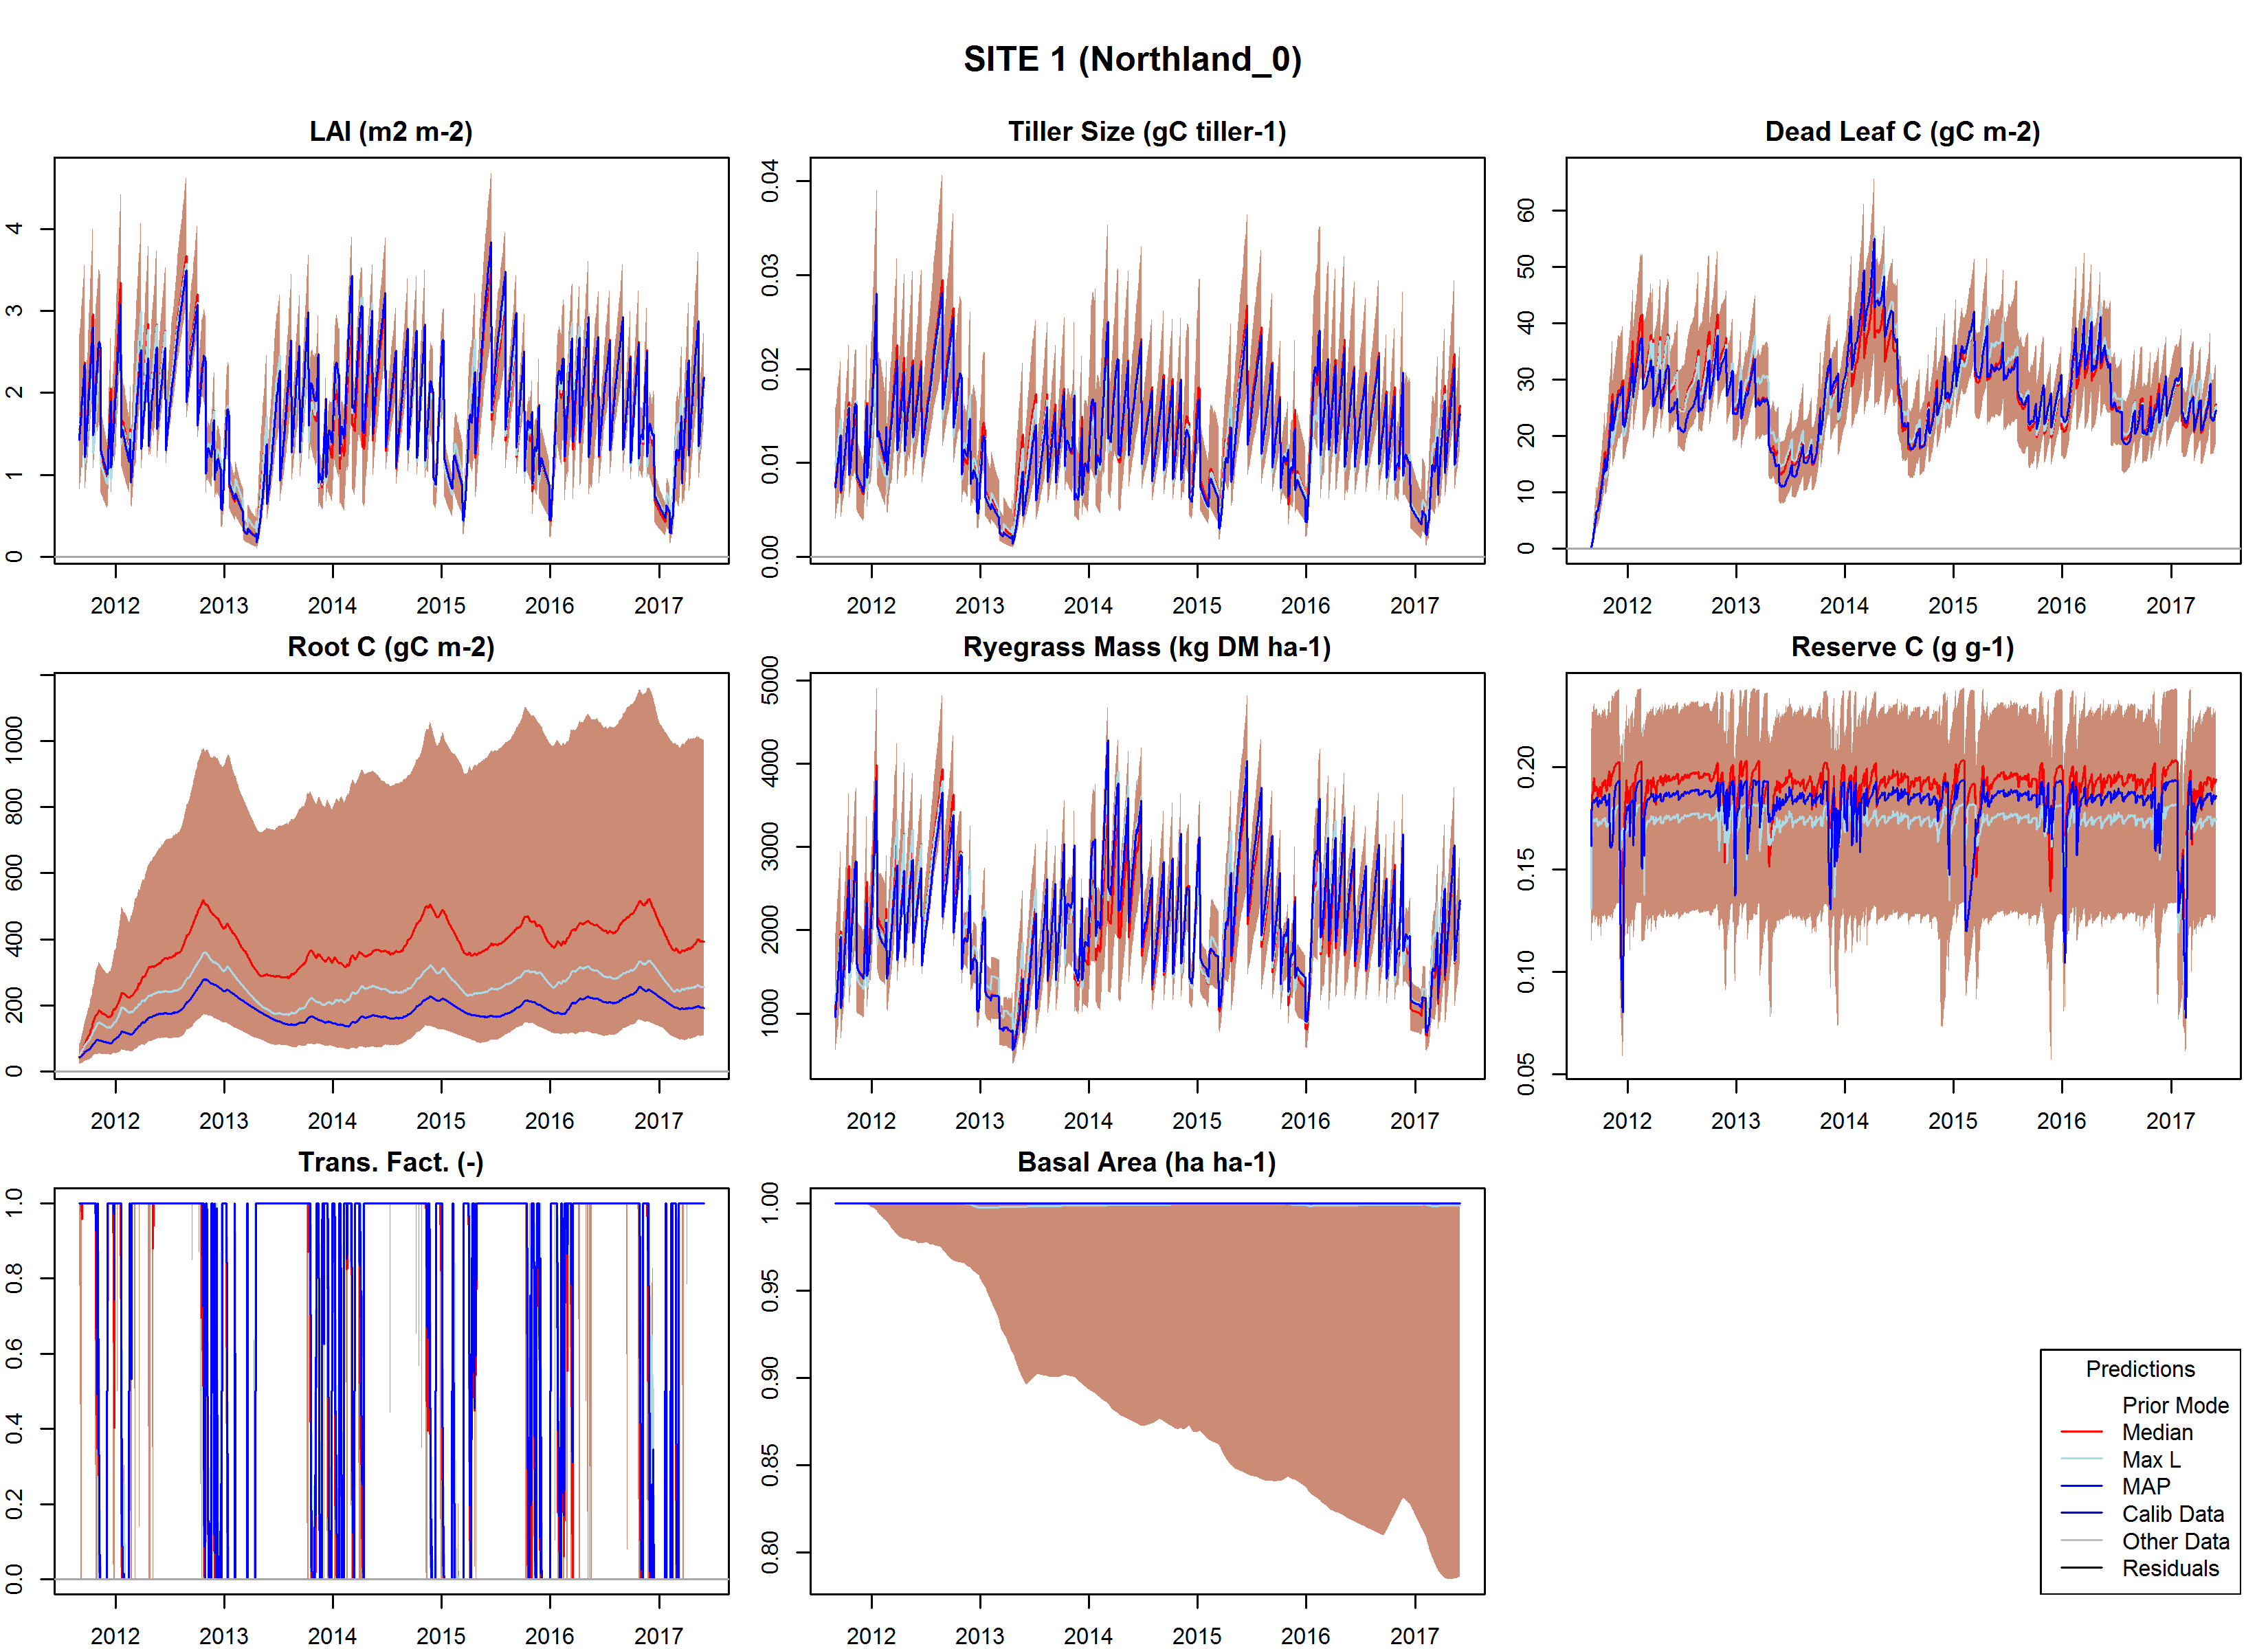 SITE 1 (Northland_0)
LAI (m2 m-2)
Tiller Size (gC tiller-1)
Dead Leaf C (gC m-2)
0 1 2 3 4
0.00 0.01 0.02 0.03 0.04
0 10 20 30 40 50 60
2012 2013 2014 2015 2016 2017
2012 2013 2014 2015 2016 2017
2012 2013 2014 2015 2016 2017
Root C (gC m-2)
Ryegrass Mass (kg DM ha-1)
Reserve C (g g-1)
0 200 400 600 800 1000
1000 2000 3000 4000 5000
0.05 0.10 0.15 0.20
2012 2013 2014 2015 2016 2017
2012 2013 2014 2015 2016 2017
2012 2013 2014 2015 2016 2017
Trans. Fact. (-)
Basal Area (ha ha-1)
0.0 0.2 0.4 0.6 0.8 1.0
0.80 0.85 0.90 0.95 1.00
2012 2013 2014 2015 2016 2017
2012 2013 2014 2015 2016 2017
Predictions
Prior Mode
Median
Max L
MAP
Calib Data
Other Data
Residuals